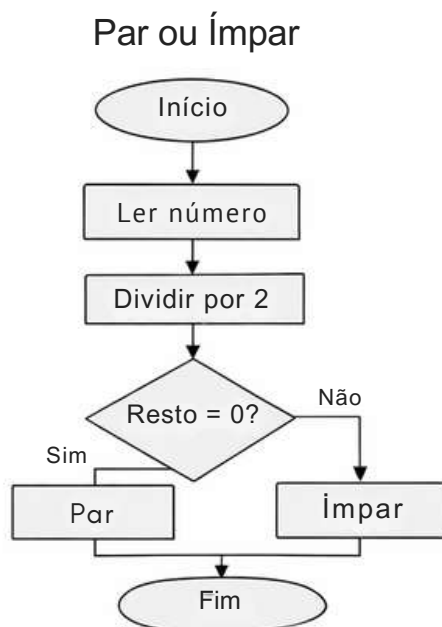 Par ou Ímpar
Início
Ler número
Dividir por 2
Resto = 0?
Não
Sim
Par
Ímpar
Fim